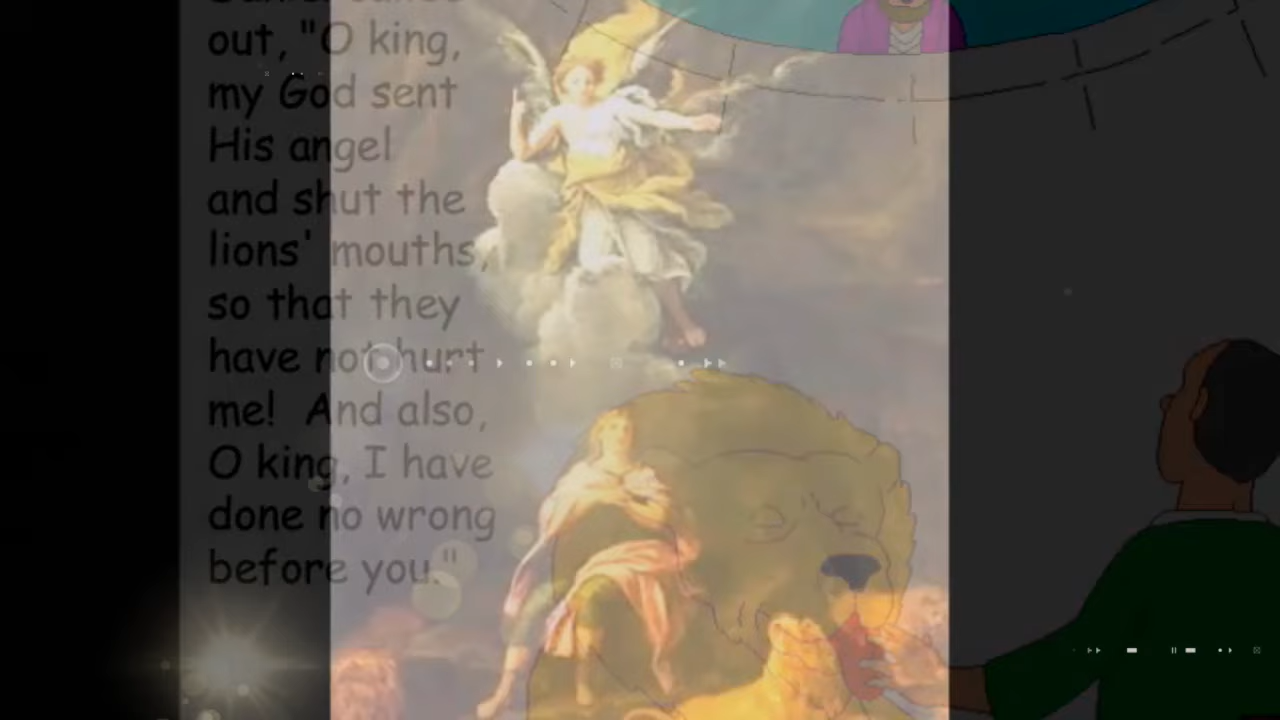 out, "O king,
my God sent
His angel
and shut the
lions' mouths,
so that they
have not hurt
me! And also,
O king, I have
done no wrong
before you."